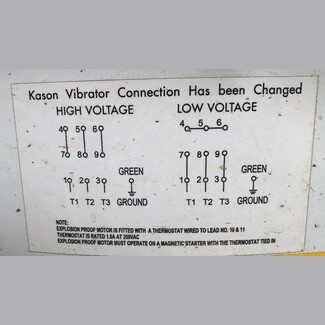 Kason Vibrator Connection Has been Changed
HIGH VOLTAGE LOW VOLTAGE
4 5 6 4 5 6
7 8 9 7 8 9
GREEN GREEN
1 2 3 1 2 3
T1 T2 T3 GROUND T1 T2 T3 GROUND
NOTE:
EXPLOSION PROOF MOTOR IS FITTED WITH A THERMOSTAT WIRED TO LEAD NO. 10 & 11
THERMOSTAT IS RATED 1.6A AT 250VAC
EXPLOSION PROOF MOTOR MUST OPERATE ON A MAGNETIC STARTER WITH THE THERMOSTAT TIED IN